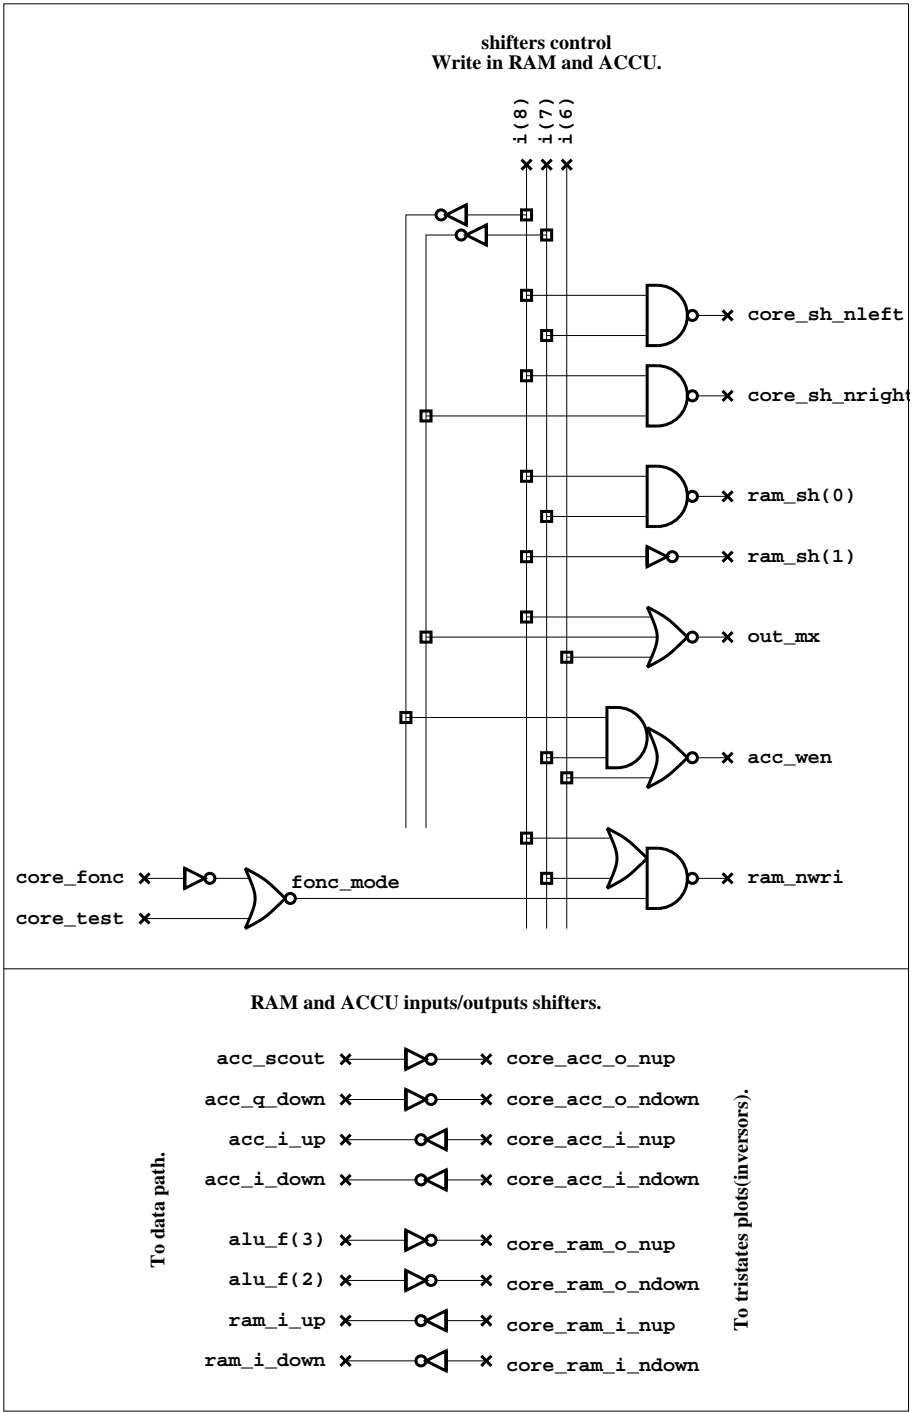 shifters control
Write in RAM and ACCU.
i(8)
i(7)
i(6)
core_sh_nleft
core_sh_nright
ram_sh(0)
ram_sh(1)
out_mx
acc_wen
core_fonc
fonc_mode
ram_nwri
core_test
RAM and ACCU inputs/outputs shifters.
acc_scout core_acc_o_nup
acc_q_down core_acc_o_ndown
acc_i_up core_acc_i_nup
acc_i_down core_acc_i_ndown
alu_f(3) core_ram_o_nup
alu_f(2) core_ram_o_ndown
ram_i_up core_ram_i_nup
ram_i_down core_ram_i_ndown
To data path.
To tristates plots(inversors).